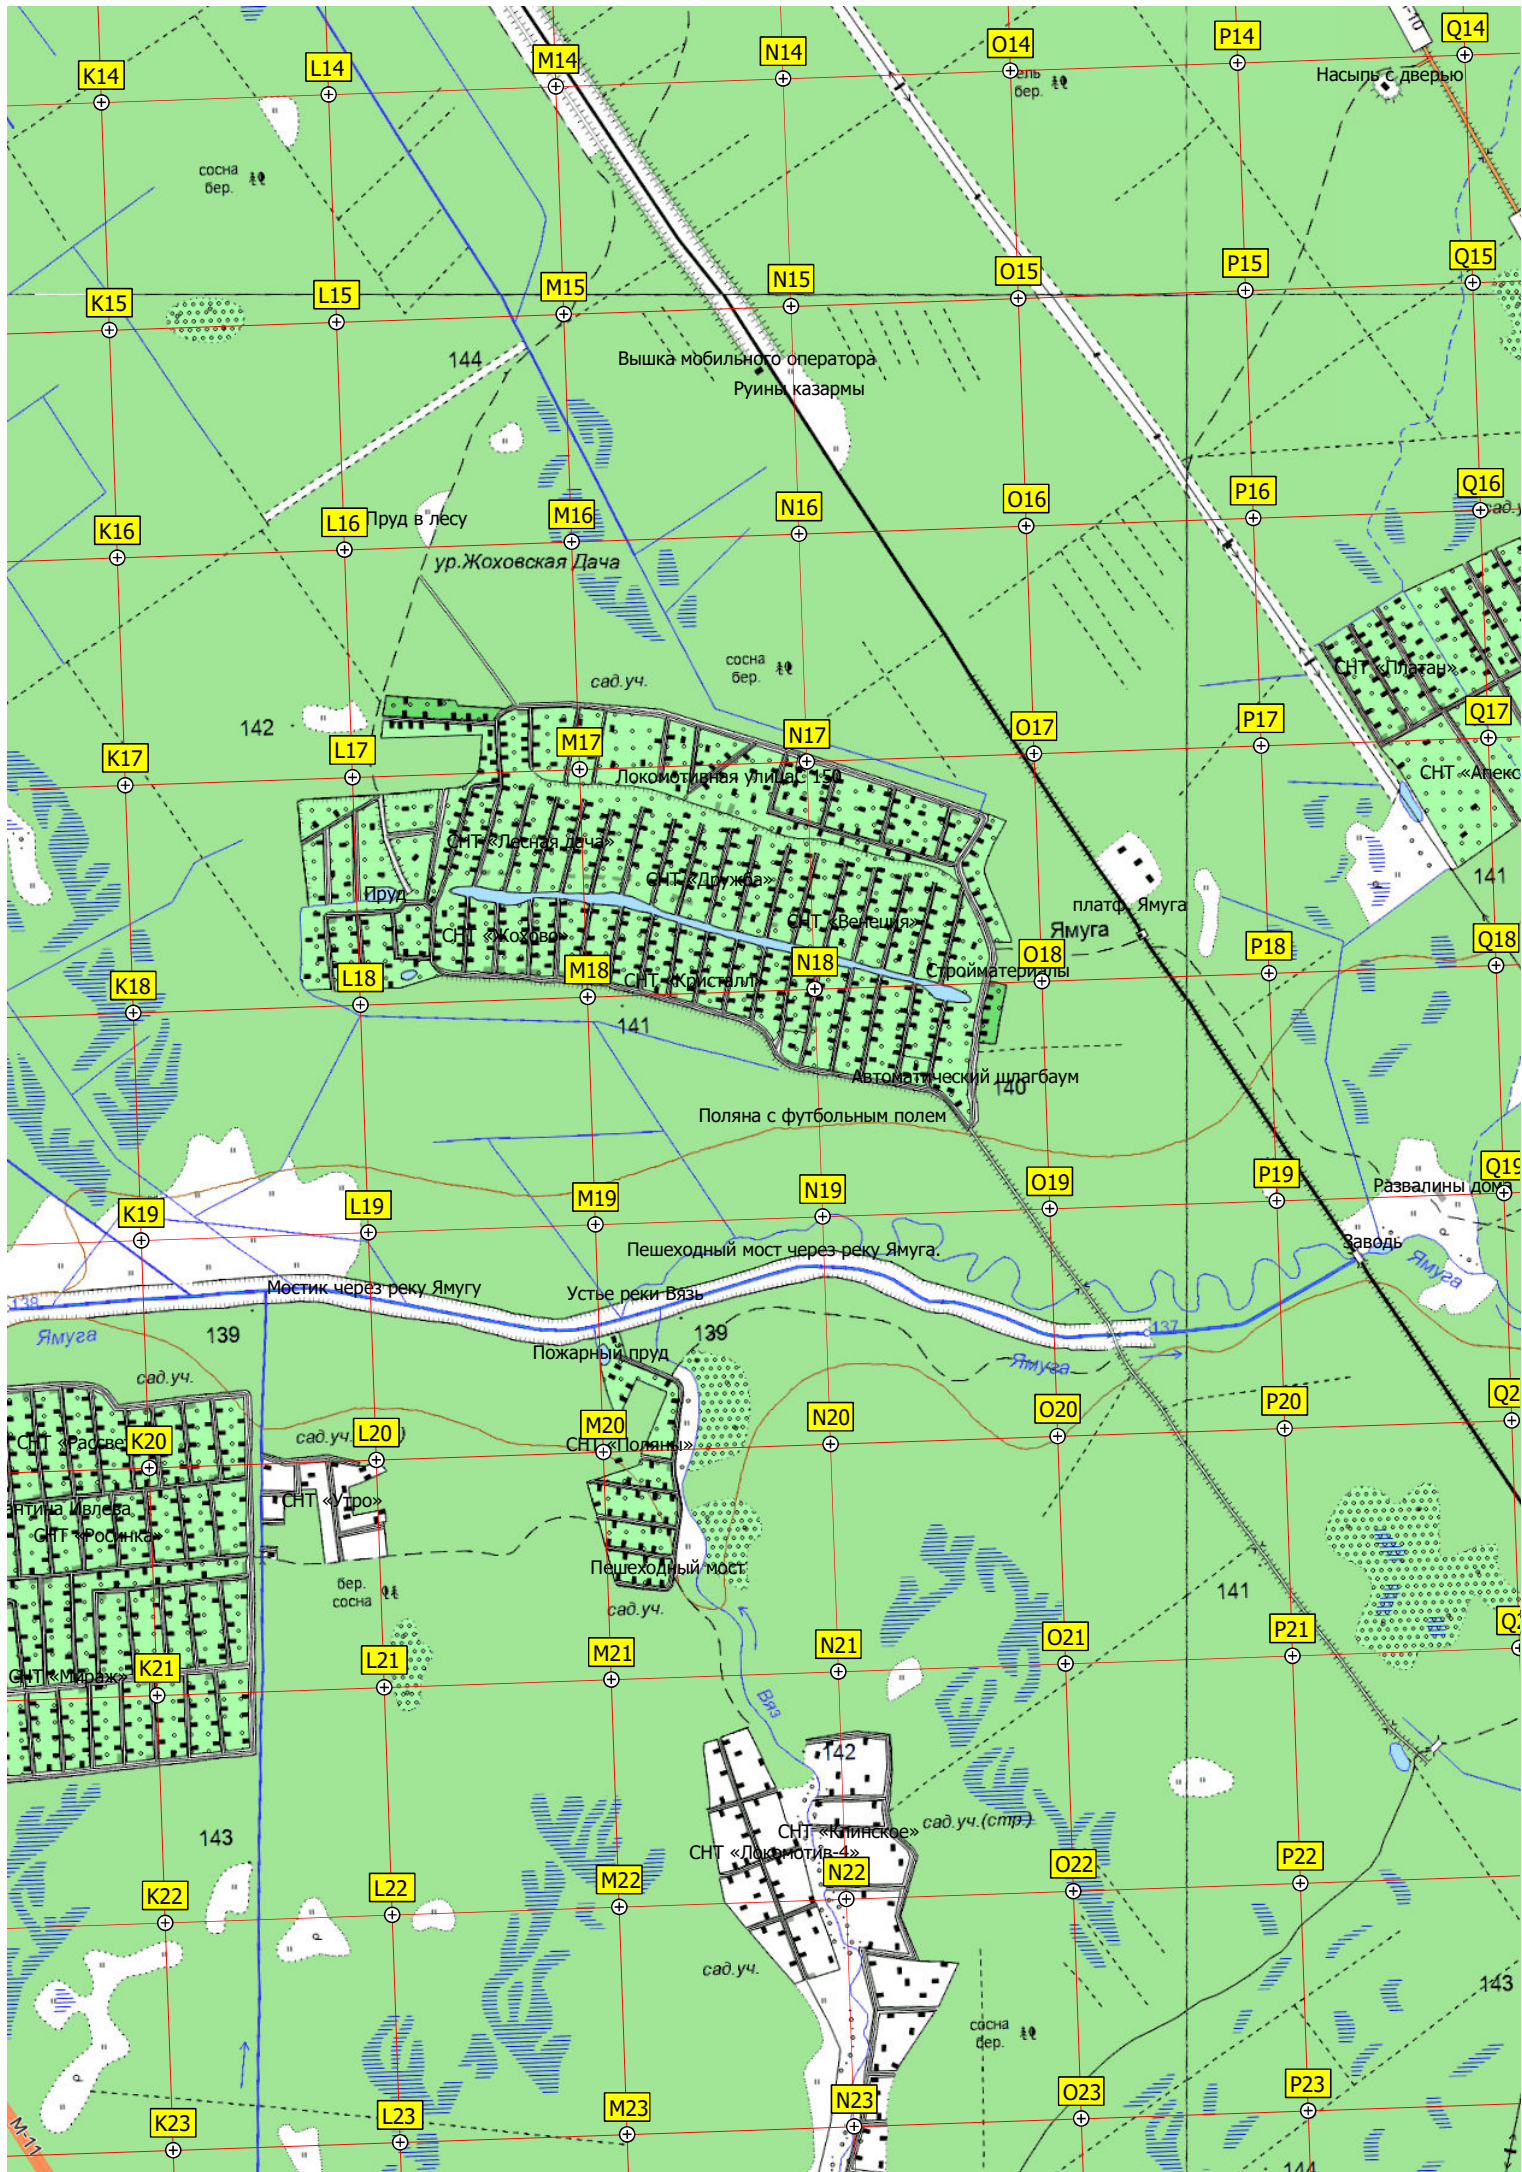 K14
L14
M14
N14
O14
P14
Q14
Насыпь с дверью
ель
бер.
сосна
бер.
K15
L15
M15
N15
O15
P15
Q15
144
Вышка мобильного оператора
Руины казармы
K16
L16
Пруд в лесу
M16
N16
O16
P16
Q16
ур.Жоховская Дача
сосна
бер.
сад.уч.
СНТ «Платан»
142
K17
L17
M17
N17
O17
P17
Q17
Локомотивная улица, 150
СНТ «Лесная дача»
СНТ «Дружба»
141
Пруд
СНТ «Венеция»
платф. Ямуга
Ямуга
СНТ «Жохово»
K18
L18
M18
N18
O18
P18
Q18
СНТ «Кристалл»
Стройматериалы
141
Автоматический шлагбаум
140
Поляна с футбольным полем
K19
L19
M19
N19
O19
P19
Q19
Развалины дома
Заводь
Ямуга
Пешеходный мост через реку Ямуга.
Мостик через реку Ямугу
Устье реки Вязь
138
Ямуга
139
139
137
Ямуга
Пожарный пруд
сад.уч.
K20
L20
M20
N20
O20
P20
СНТ «Поляны»
СНТ «Утро»
СНТ «Росинка»
Пешеходный мост
бер.
сосна
сад.уч.
141
K21
L21
M21
N21
O21
P21
СНТ «Мираж»
Вяз
142
сад.уч.(стр.)
СНТ «Клинское»
СНТ «Локомотив-4»
143
K22
L22
M22
N22
O22
P22
сад.уч.
143
сосна
бер.
K23
L23
M23
N23
O23
P23
М-11
144